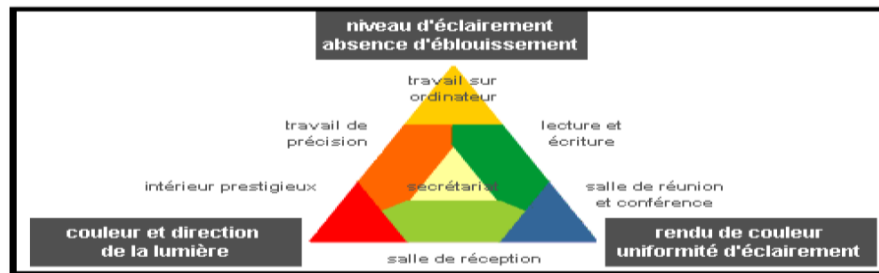 niveau d'éclairement
absence d'éblouissement
travail sur
ordinateur
travail de
précision
lecture et
écriture
intérieur prestigieux
secrétariat
salle de réunion
et conférence
couleur et direction
de la lumière
rendu de couleur
uniformité d'éclairement
salle de réception